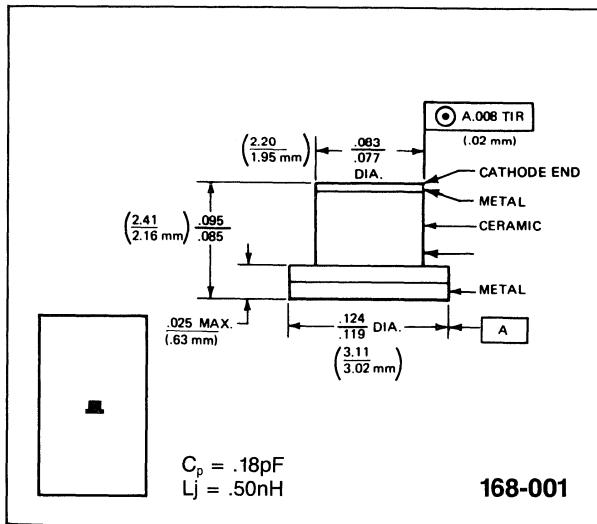 ⌖ A.008 TIR
(.02 mm)
(2.20
1.95 mm)
.083
.077
DIA.
CATHODE END
METAL
CERAMIC
(2.41
2.16 mm)
.095
.085
METAL
.025 MAX.
(.63 mm)
.124
.119 DIA.
A
(3.11
3.02 mm)
Cp = .18pF
Lj = .50nH
168-001